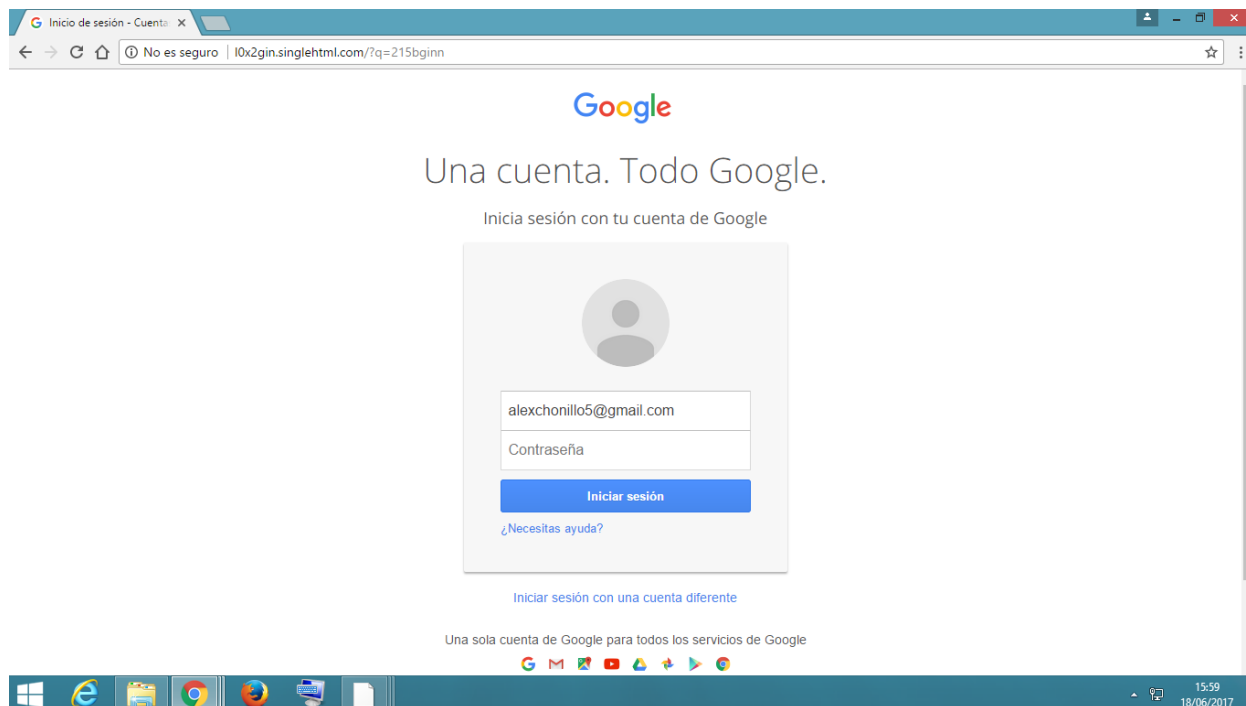 Inicio de sesión - Cuenta
No es seguro | l0x2gin.singlehtml.com/?q=215bginn
Google
Una cuenta. Todo Google.
Inicia sesión con tu cuenta de Google
alexchonillo5@gmail.com
Contraseña
Iniciar sesión
¿Necesitas ayuda?
Iniciar sesión con una cuenta diferente
Una sola cuenta de Google para todos los servicios de Google
15:59
18/06/2017